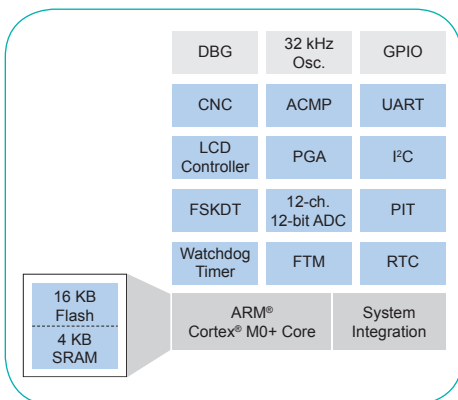 DBG
32 kHz
Osc.
GPIO
CNC
ACMP
UART
LCD
Controller
PGA
I²C
FSKDT
12-ch.
12-bit ADC
PIT
Watchdog
Timer
FTM
RTC
16 KB
Flash
4 KB
SRAM
ARM®
Cortex® M0+ Core
System
Integration